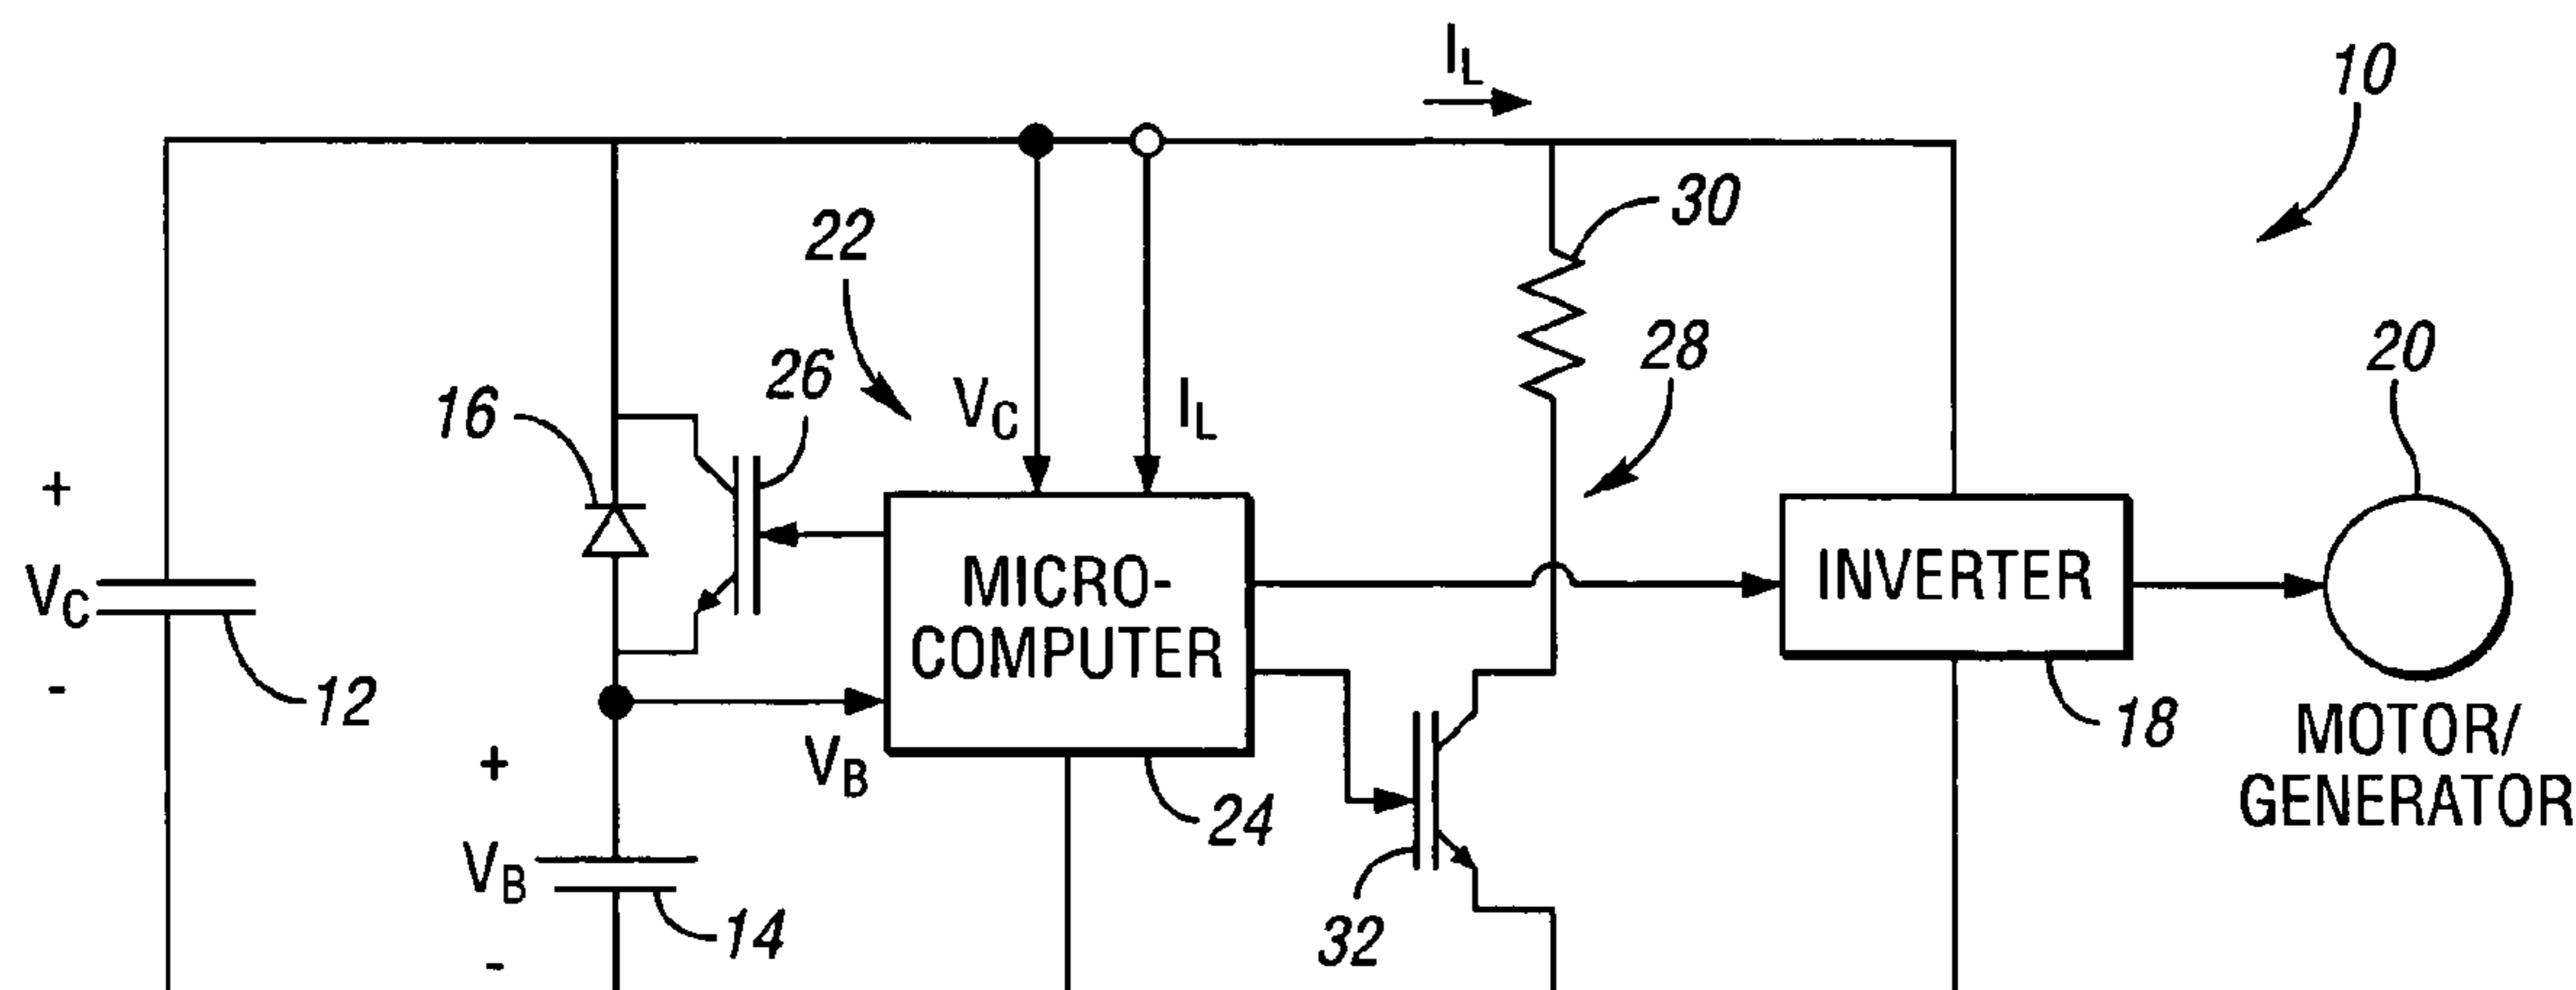 I_L
10
30
22
28
20
26
16
V_C
I_L
+
V_C
-
12
MICRO-
COMPUTER
INVERTER
18
MOTOR/
GENERATOR
V_B
24
+
V_B
-
14
32